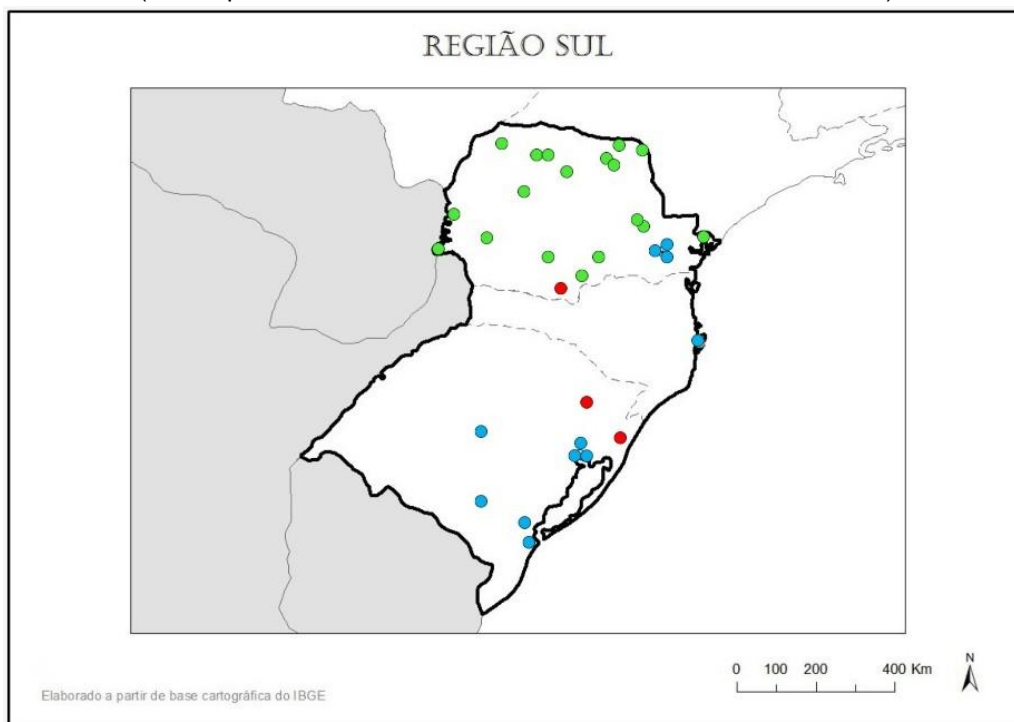 REGIÃO SUL
0 100 200 400 Km
N
Elaborado a partir de base cartográfica do IBGE